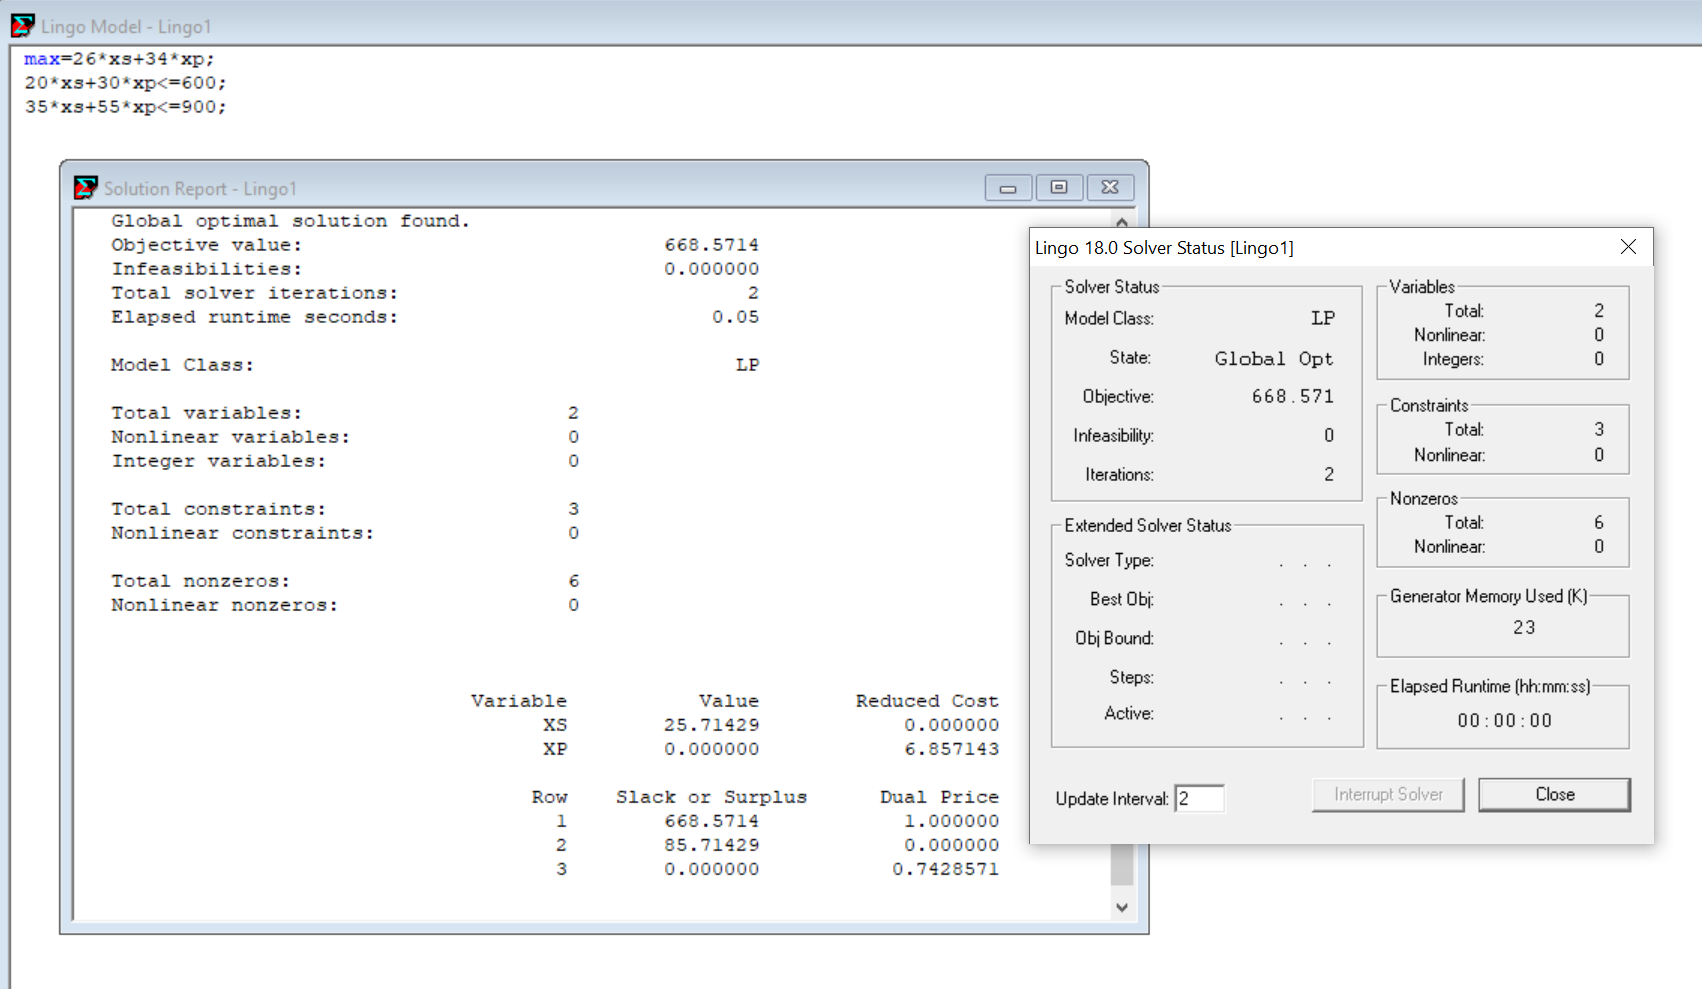 Lingo Model - Lingo1
max=26*xs+34*xp;
20*xs+30*xp<=600;
35*xs+55*xp<=900;
Solution Report - Lingo1
Global optimal solution found.
Objective value: 668.5714
Infeasibilities: 0.000000
Total solver iterations: 2
Elapsed runtime seconds: 0.05
Model Class: LP
Total variables: 2
Nonlinear variables: 0
Integer variables: 0
Total constraints: 3
Nonlinear constraints: 0
Total nonzeros: 6
Nonlinear nonzeros: 0
Variable Value Reduced Cost
XS 25.71429 0.000000
XP 0.000000 6.857143
Row Slack or Surplus Dual Price
1 668.5714 1.000000
2 85.71429 0.000000
3 0.000000 0.7428571
Lingo 18.0 Solver Status [Lingo1]
Solver Status
Model Class: LP
State: Global Opt
Objective: 668.571
Infeasibility: 0
Iterations: 2
Extended Solver Status
Solver Type: . . .
Best Obj: . . .
Obj Bound: . . .
Steps: . . .
Active: . . .
Variables
Total: 2
Nonlinear: 0
Integers: 0
Constraints
Total: 3
Nonlinear: 0
Nonzeros
Total: 6
Nonlinear: 0
Generator Memory Used (K)
23
Elapsed Runtime (hh:mm:ss)
00:00:00
Update Interval: 2
Interrupt Solver
Close